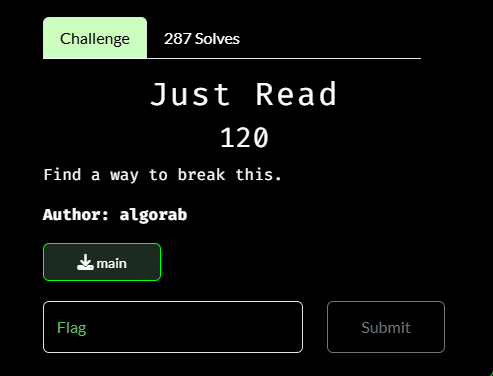 Challenge 287 Solves
Just Read
120
Find a way to break this.
Author: algorab
main
Flag Submit